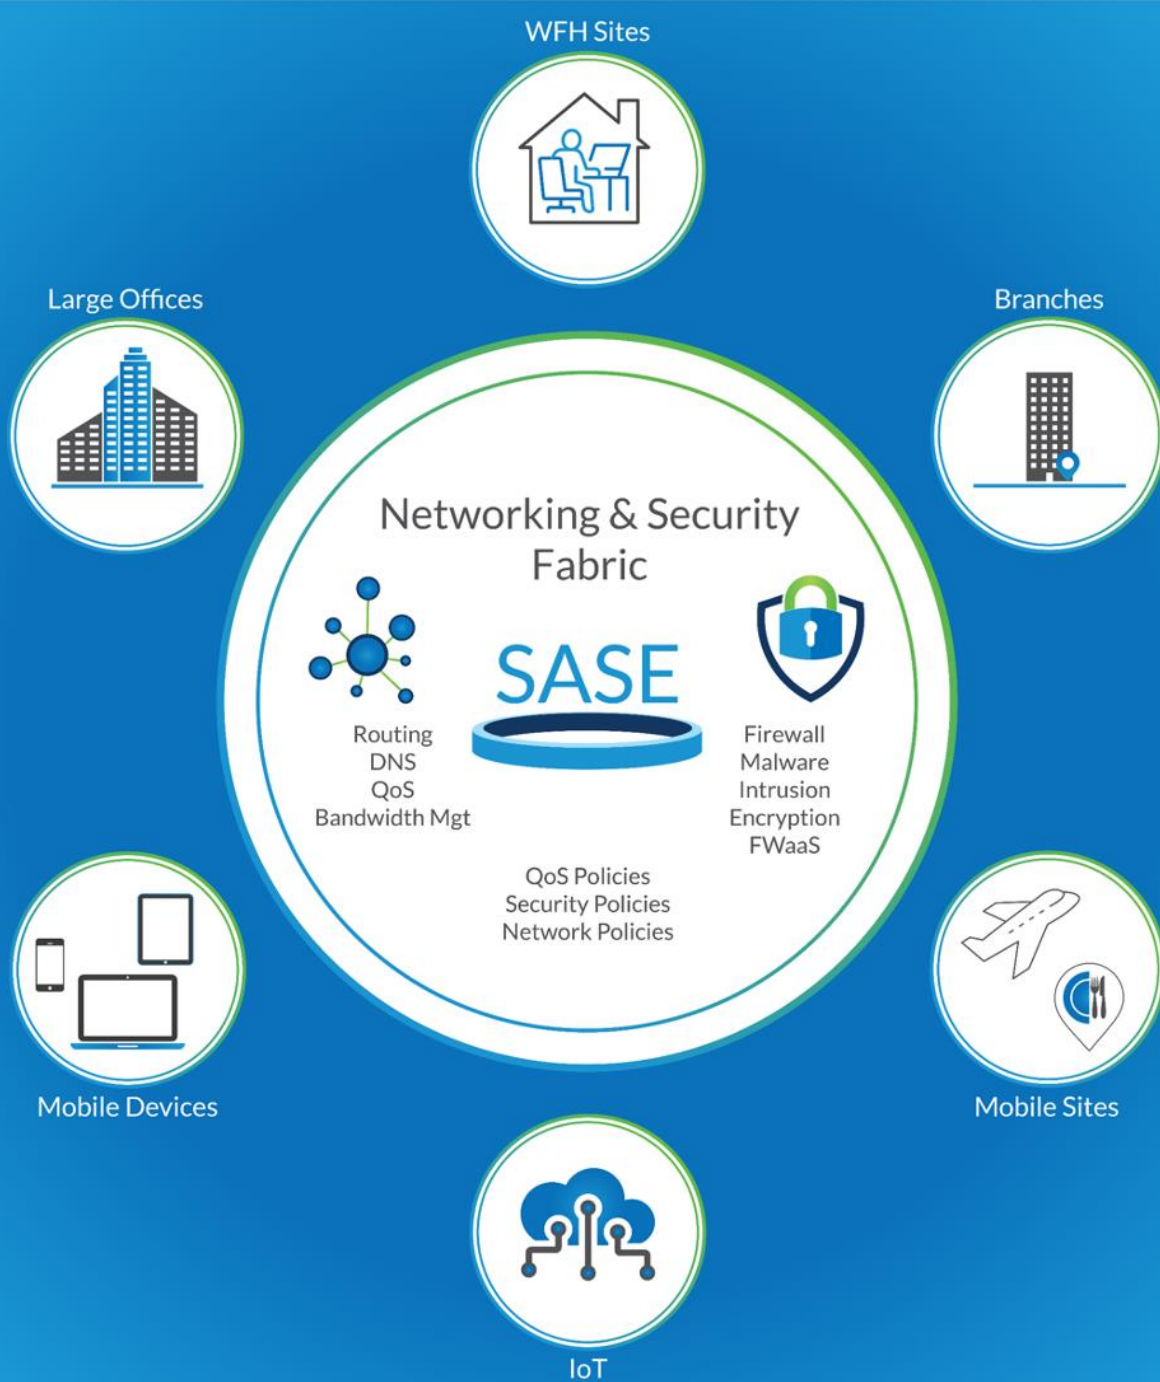 WFH Sites
Large Offices
Branches
Networking & Security
Fabric
SASE
Routing
DNS
QoS
Bandwidth Mgt
Firewall
Malware
Intrusion
Encryption
FWaaS
QoS Policies
Security Policies
Network Policies
Mobile Devices
Mobile Sites
IoT